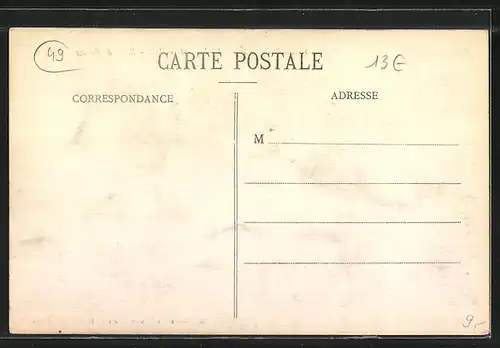 49
CARTE POSTALE
13€
CORRESPONDANCE
ADRESSE
M
9.-